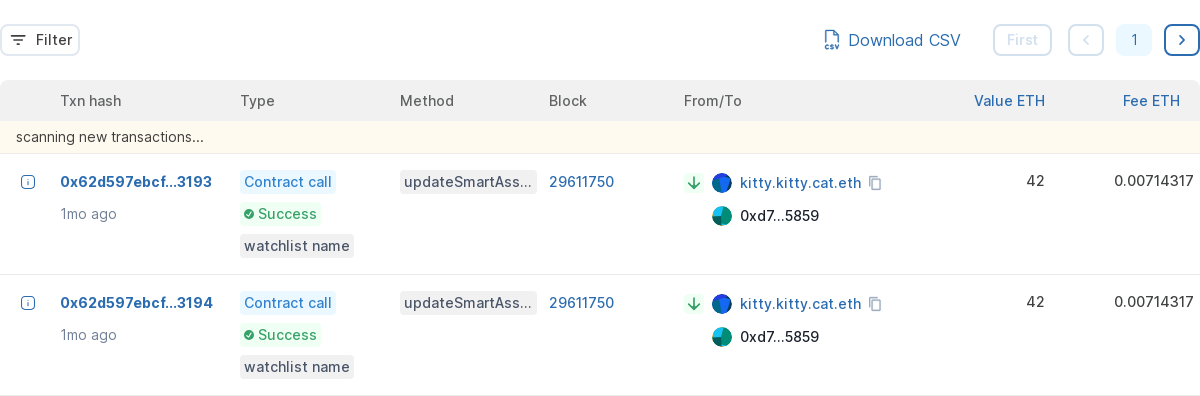 Filter
CSV Download CSV First 1
Txn hash Type Method Block From/To Value ETH Fee ETH
scanning new transactions...
i 0x62d597ebcf...3193 Contract call updateSmartAss... 29611750 kitty.kitty.cat.eth 42 0.00714317
1mo ago Success 0xd7...5859
watchlist name
i 0x62d597ebcf...3194 Contract call updateSmartAss... 29611750 kitty.kitty.cat.eth 42 0.00714317
1mo ago Success 0xd7...5859
watchlist name